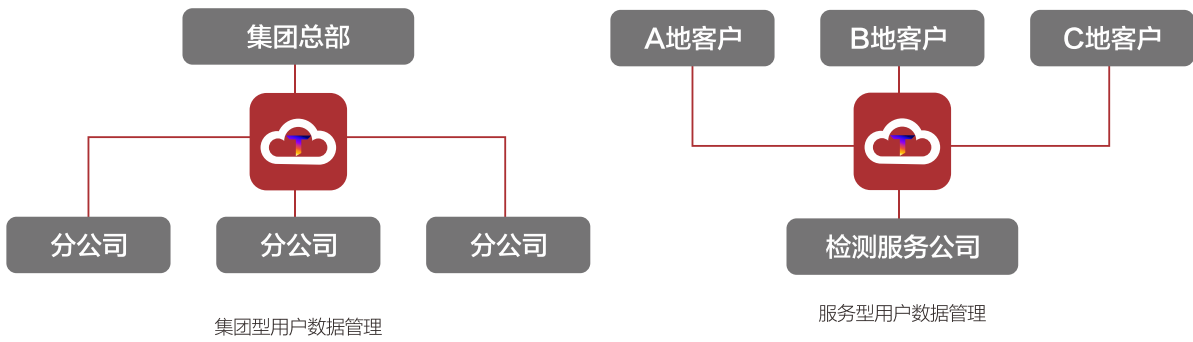 集团总部
T
分公司
分公司
分公司
集团型用户数据管理
A地客户
B地客户
C地客户
T
检测服务公司
服务型用户数据管理